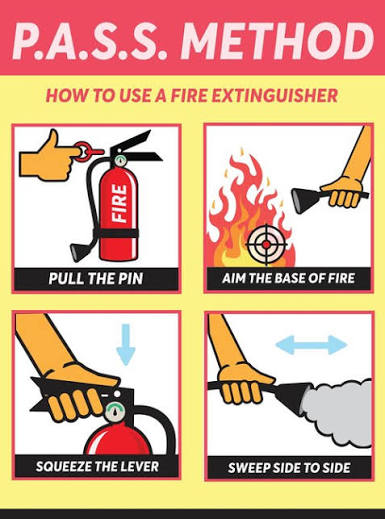 P.A.S.S. METHOD
HOW TO USE A FIRE EXTINGUISHER
FIRE
PULL THE PIN
AIM THE BASE OF FIRE
SQUEEZE THE LEVER
SWEEP SIDE TO SIDE